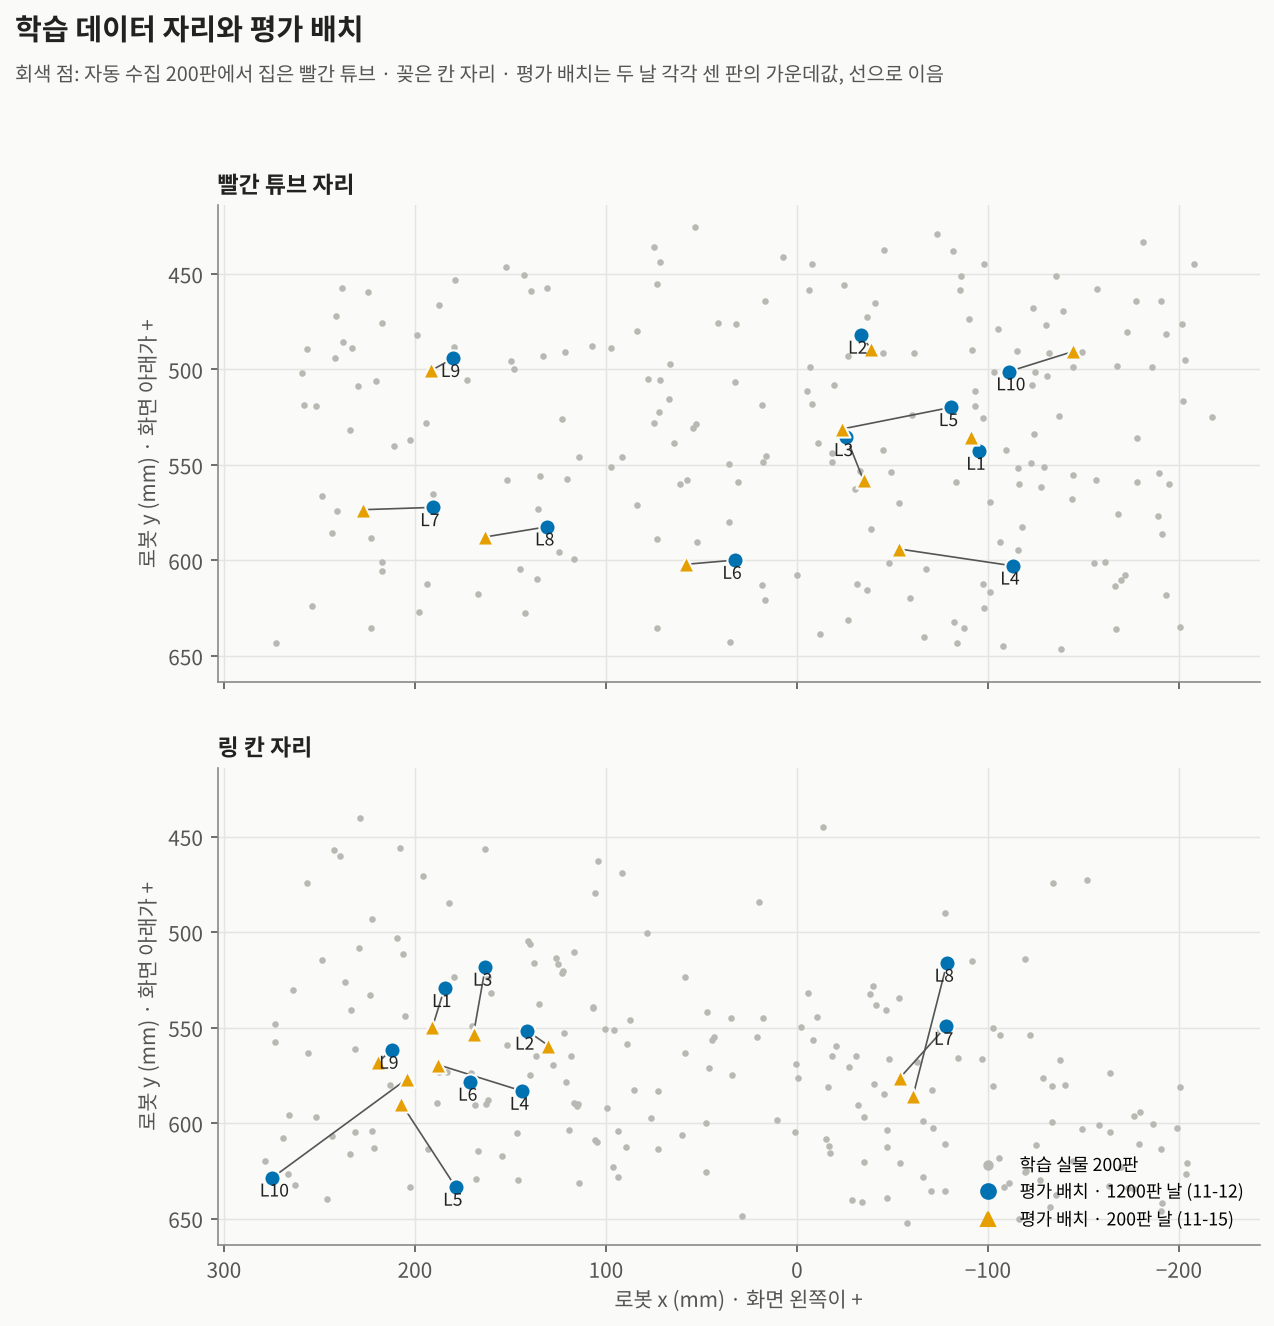 학습 데이터 자리와 평가 배치
회색 점: 자동 수집 200판에서 집은 빨간 튜브 · 꽂은 칸 자리 · 평가 배치는 두 날 각각 센 판의 가운데값, 선으로 이음
빨간 튜브 자리
로봇 y (mm) · 화면 아래가 +
450
500
550
600
650
L2
L9
L10
L5
L3
L1
L7
L8
L6
L4
링 칸 자리
로봇 y (mm) · 화면 아래가 +
450
500
550
600
650
L3
L8
L1
L2
L7
L9
L6
L4
L10
L5
학습 실물 200판
평가 배치 · 1200판 날 (11-12)
평가 배치 · 200판 날 (11-15)
300
200
100
0
−100
−200
로봇 x (mm) · 화면 왼쪽이 +